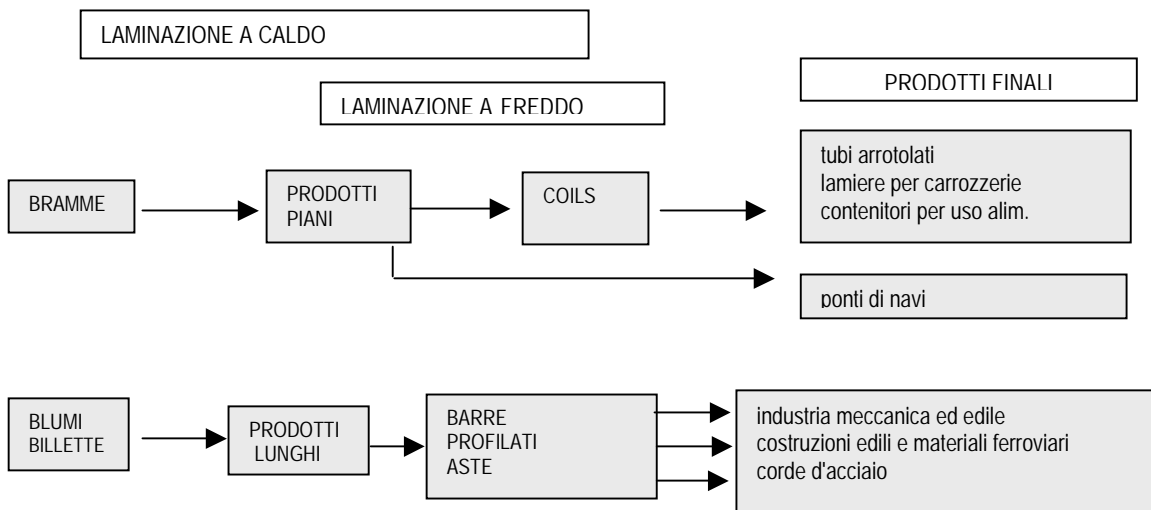 LAMINAZIONE A CALDO
LAMINAZIONE A FREDDO
PRODOTTI FINALI
BRAMME
PRODOTTI
PIANI
COILS
tubi arrotolati
lamiere per carrozzerie
contenitori per uso alim.
ponti di navi
BLUMI
BILLETTE
PRODOTTI
LUNGHI
BARRE
PROFILATI
ASTE
industria meccanica ed edile
costruzioni edili e materiali ferroviari
corde d'acciaio